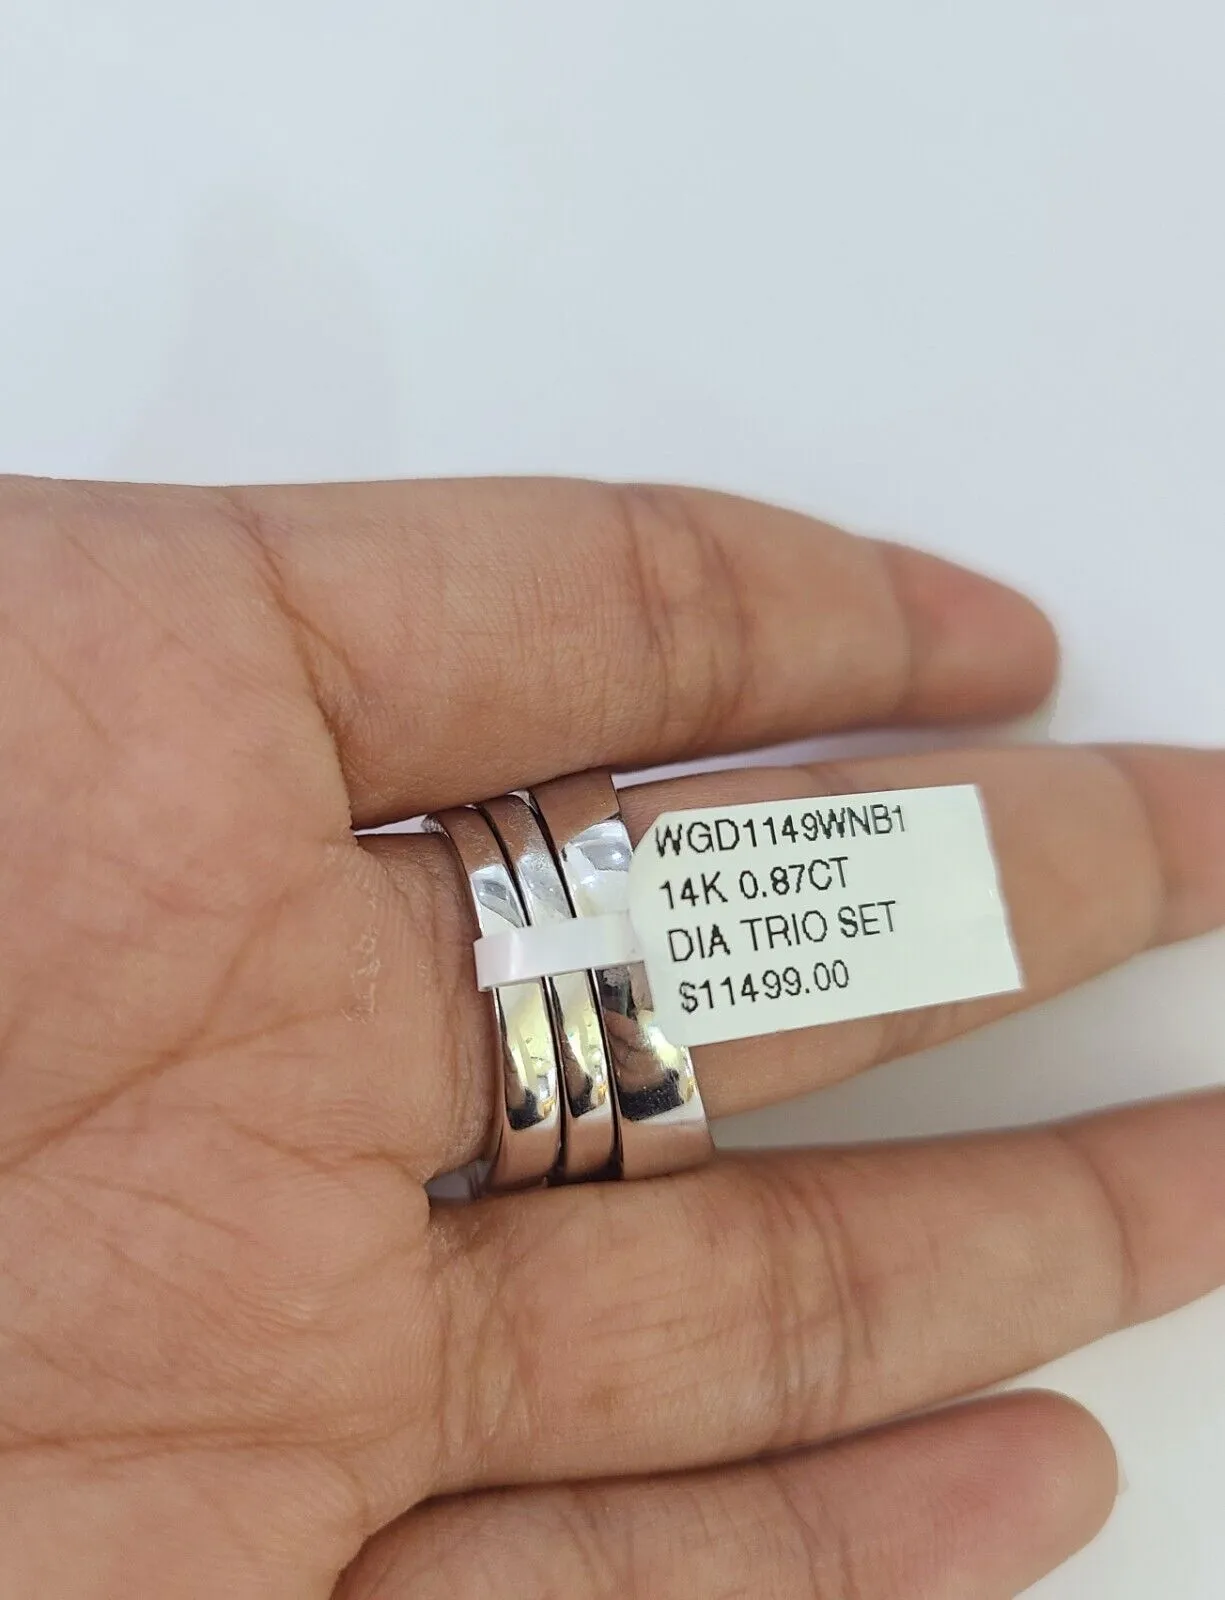 WGD1149WNB1
14K 0.87CT
DIA TRIO SET
$11499.00